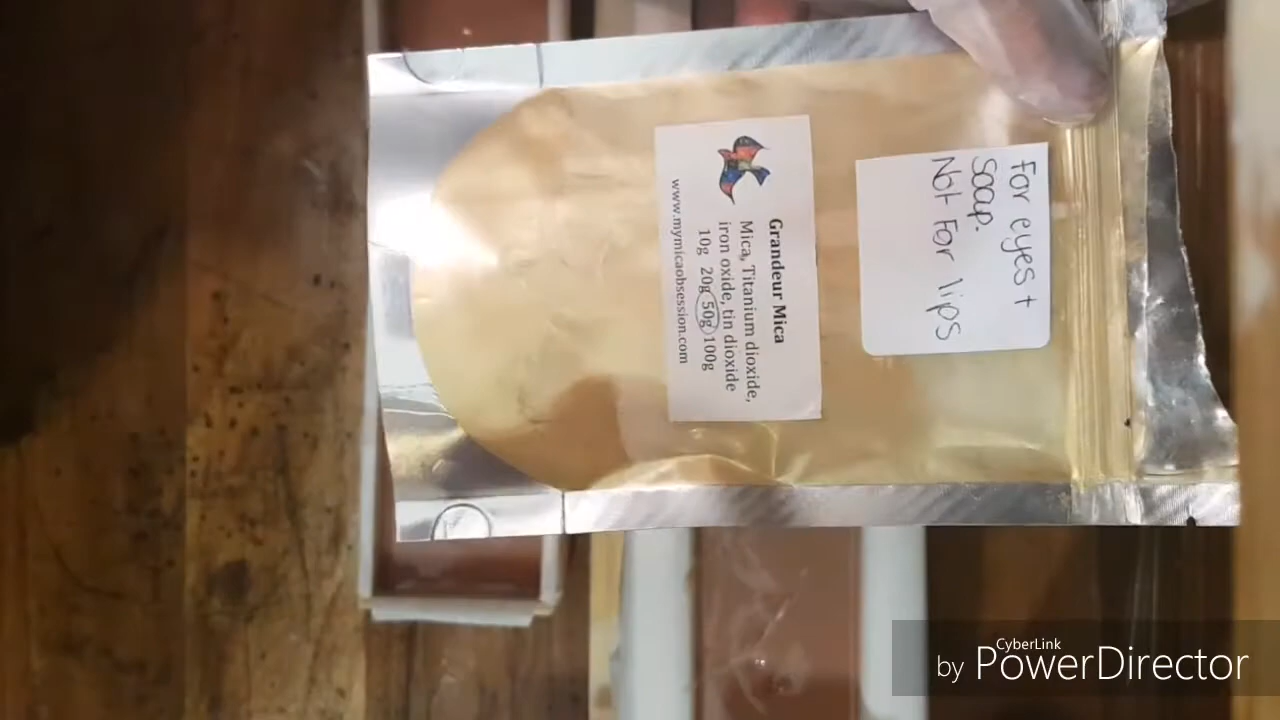 For eyes +
Soap.
Not For lips
Grandeur Mica
Mica, Titanium dioxide,
iron oxide, tin dioxide
10g 20g 50g 100g
www.mymicaobsession.com
CyberLink
by PowerDirector